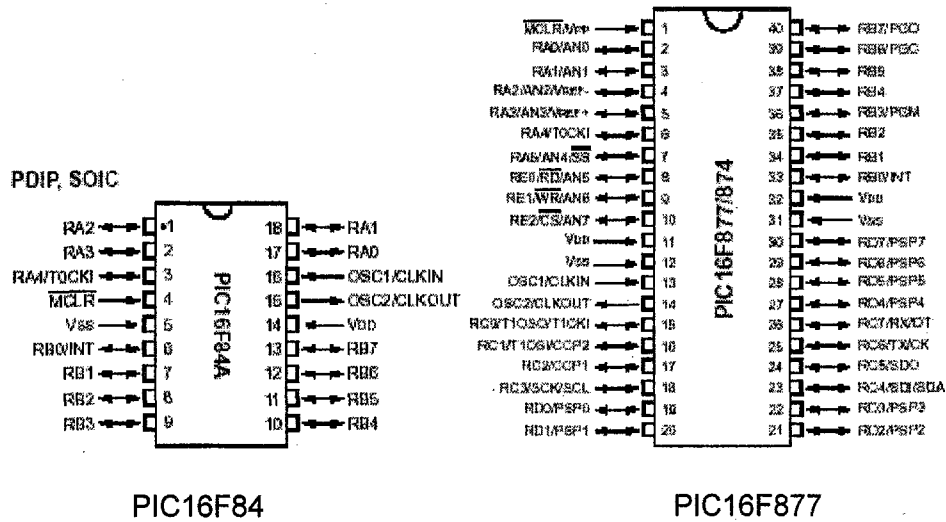 PDIP, SOIC
RA2 1 18 RA1
RA3 2 17 RA0
RA4/T0CKI 3 16 OSC1/CLKIN
MCLR 4 15 OSC2/CLKOUT
Vss 5 14 VDD
RB0/INT 6 13 RB7
RB1 7 12 RB6
RB2 8 11 RB5
RB3 9 10 RB4
PIC16F84A
PIC16F84
MCLR/VPP 1 40 RB7/PGD
RA0/AN0 2 39 RB6/PGC
RA1/AN1 3 38 RB5
RA2/AN2/VREF- 4 37 RB4
RA3/AN3/VREF+ 5 36 RB3/PGM
RA4/T0CKI 6 35 RB2
RA5/AN4/SS 7 34 RB1
RE0/RD/AN5 8 33 RB0/INT
RE1/WR/AN6 9 32 VDD
RE2/CS/AN7 10 31 VSS
VDD 11 30 RD7/PSP7
VSS 12 29 RD6/PSP6
OSC1/CLKIN 13 28 RD5/PSP5
OSC2/CLKOUT 14 27 RD4/PSP4
RC0/T1OSO/T1CKI 15 26 RC7/RX/DT
RC1/T1OSI/CCP2 16 25 RC6/TX/CK
RC2/CCP1 17 24 RC5/SDO
RC3/SCK/SCL 18 23 RC4/SDI/SDA
RD0/PSP0 19 22 RD3/PSP3
RD1/PSP1 20 21 RD2/PSP2
PIC16F877/874
PIC16F877